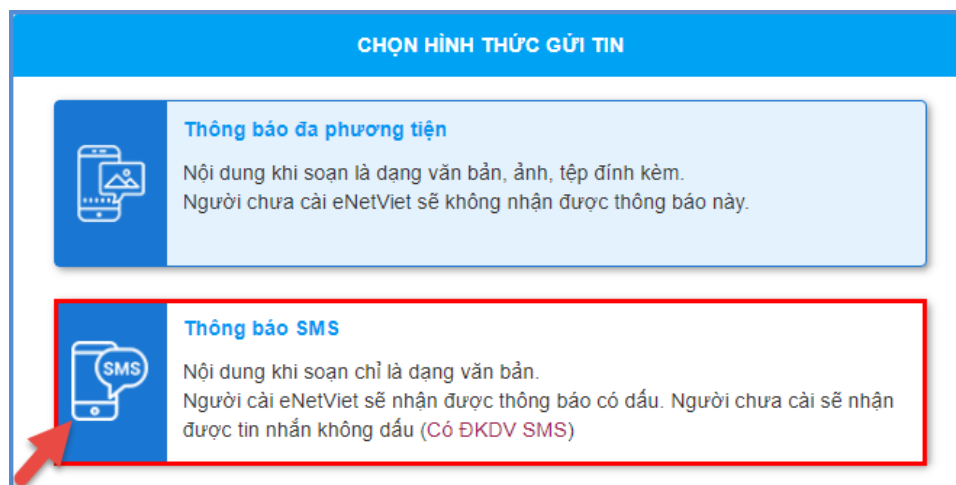 CHỌN HÌNH THỨC GỬI TIN
Thông báo đa phương tiện
Nội dung khi soạn là dạng văn bản, ảnh, tệp đính kèm.
Người chưa cài eNetViet sẽ không nhận được thông báo này.
Thông báo SMS
SMS
Nội dung khi soạn chỉ là dạng văn bản.
Người cài eNetViet sẽ nhận được thông báo có dấu. Người chưa cài sẽ nhận
được tin nhắn không dấu (Có ĐKDV SMS)